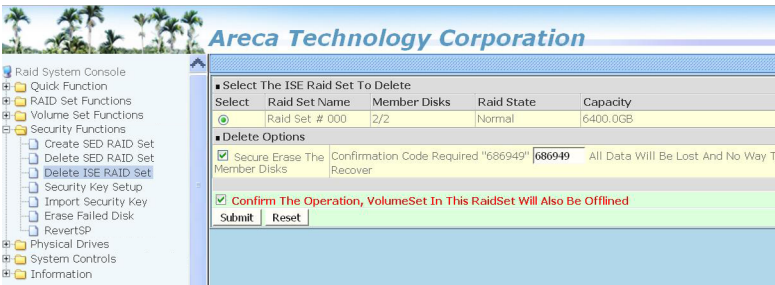 Areca Technology Corporation
Raid System Console
Quick Function
RAID Set Functions
Volume Set Functions
Security Functions
Create SED RAID Set
Delete SED RAID Set
Delete ISE RAID Set
Security Key Setup
Import Security Key
Erase Failed Disk
RevertSP
Physical Drives
System Controls
Information
Select The ISE Raid Set To Delete
Select Raid Set Name Member Disks Raid State Capacity
Raid Set # 000 2/2 Normal 6400.0GB
Delete Options
Secure Erase The Member Disks
Confirmation Code Required "686949" 686949 All Data Will Be Lost And No Way T
Recover
Confirm The Operation, VolumeSet In This RaidSet Will Also Be Offlined
Submit Reset